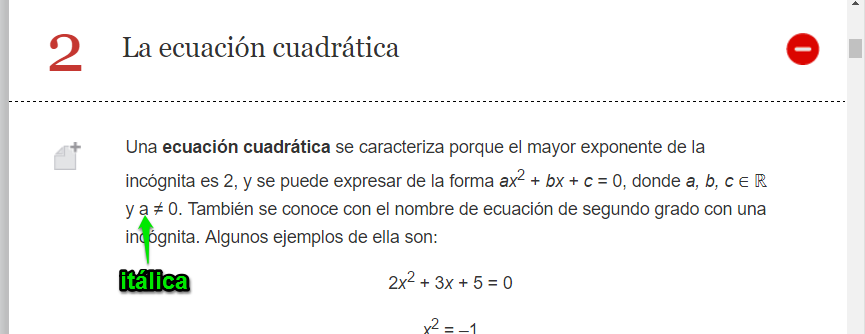 2 La ecuación cuadrática
Una ecuación cuadrática se caracteriza porque el mayor exponente de la
incógnita es 2, y se puede expresar de la forma ax² + bx + c = 0, donde a, b, c ∈ ℝ
y a ≠ 0. También se conoce con el nombre de ecuación de segundo grado con una
incógnita. Algunos ejemplos de ella son:
itálica
2x² + 3x + 5 = 0
x² = –1